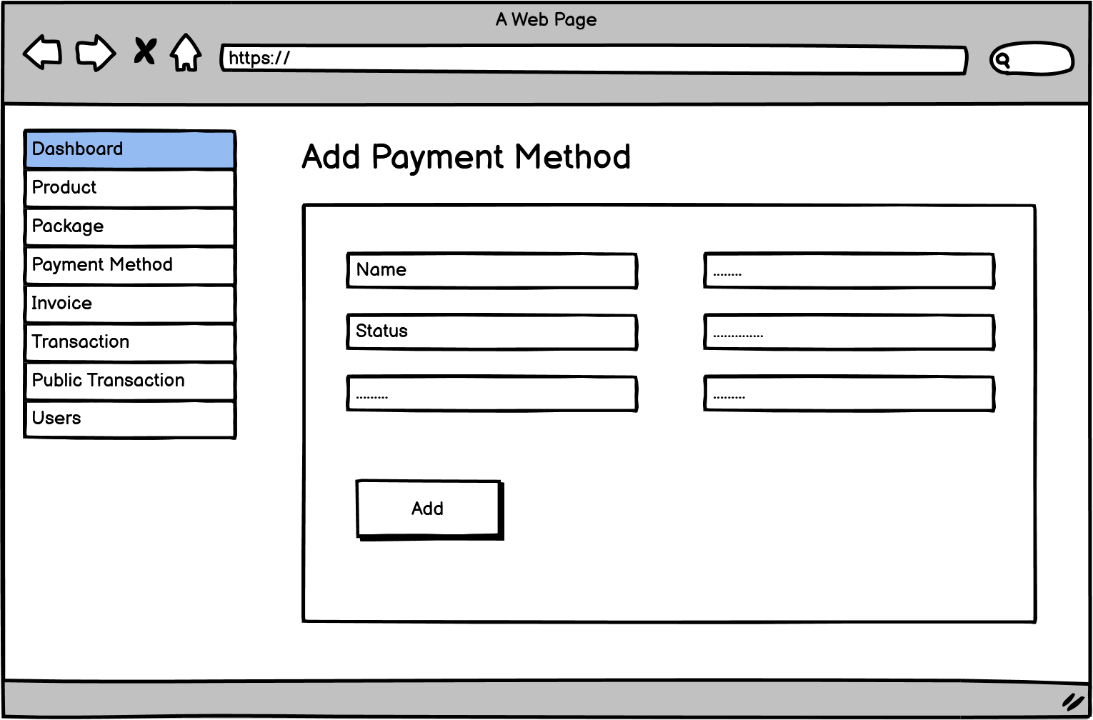 A Web Page
https://
Dashboard
Product
Package
Payment Method
Invoice
Transaction
Public Transaction
Users
Add Payment Method
Name
........
Status
..............
.........
.........
Add